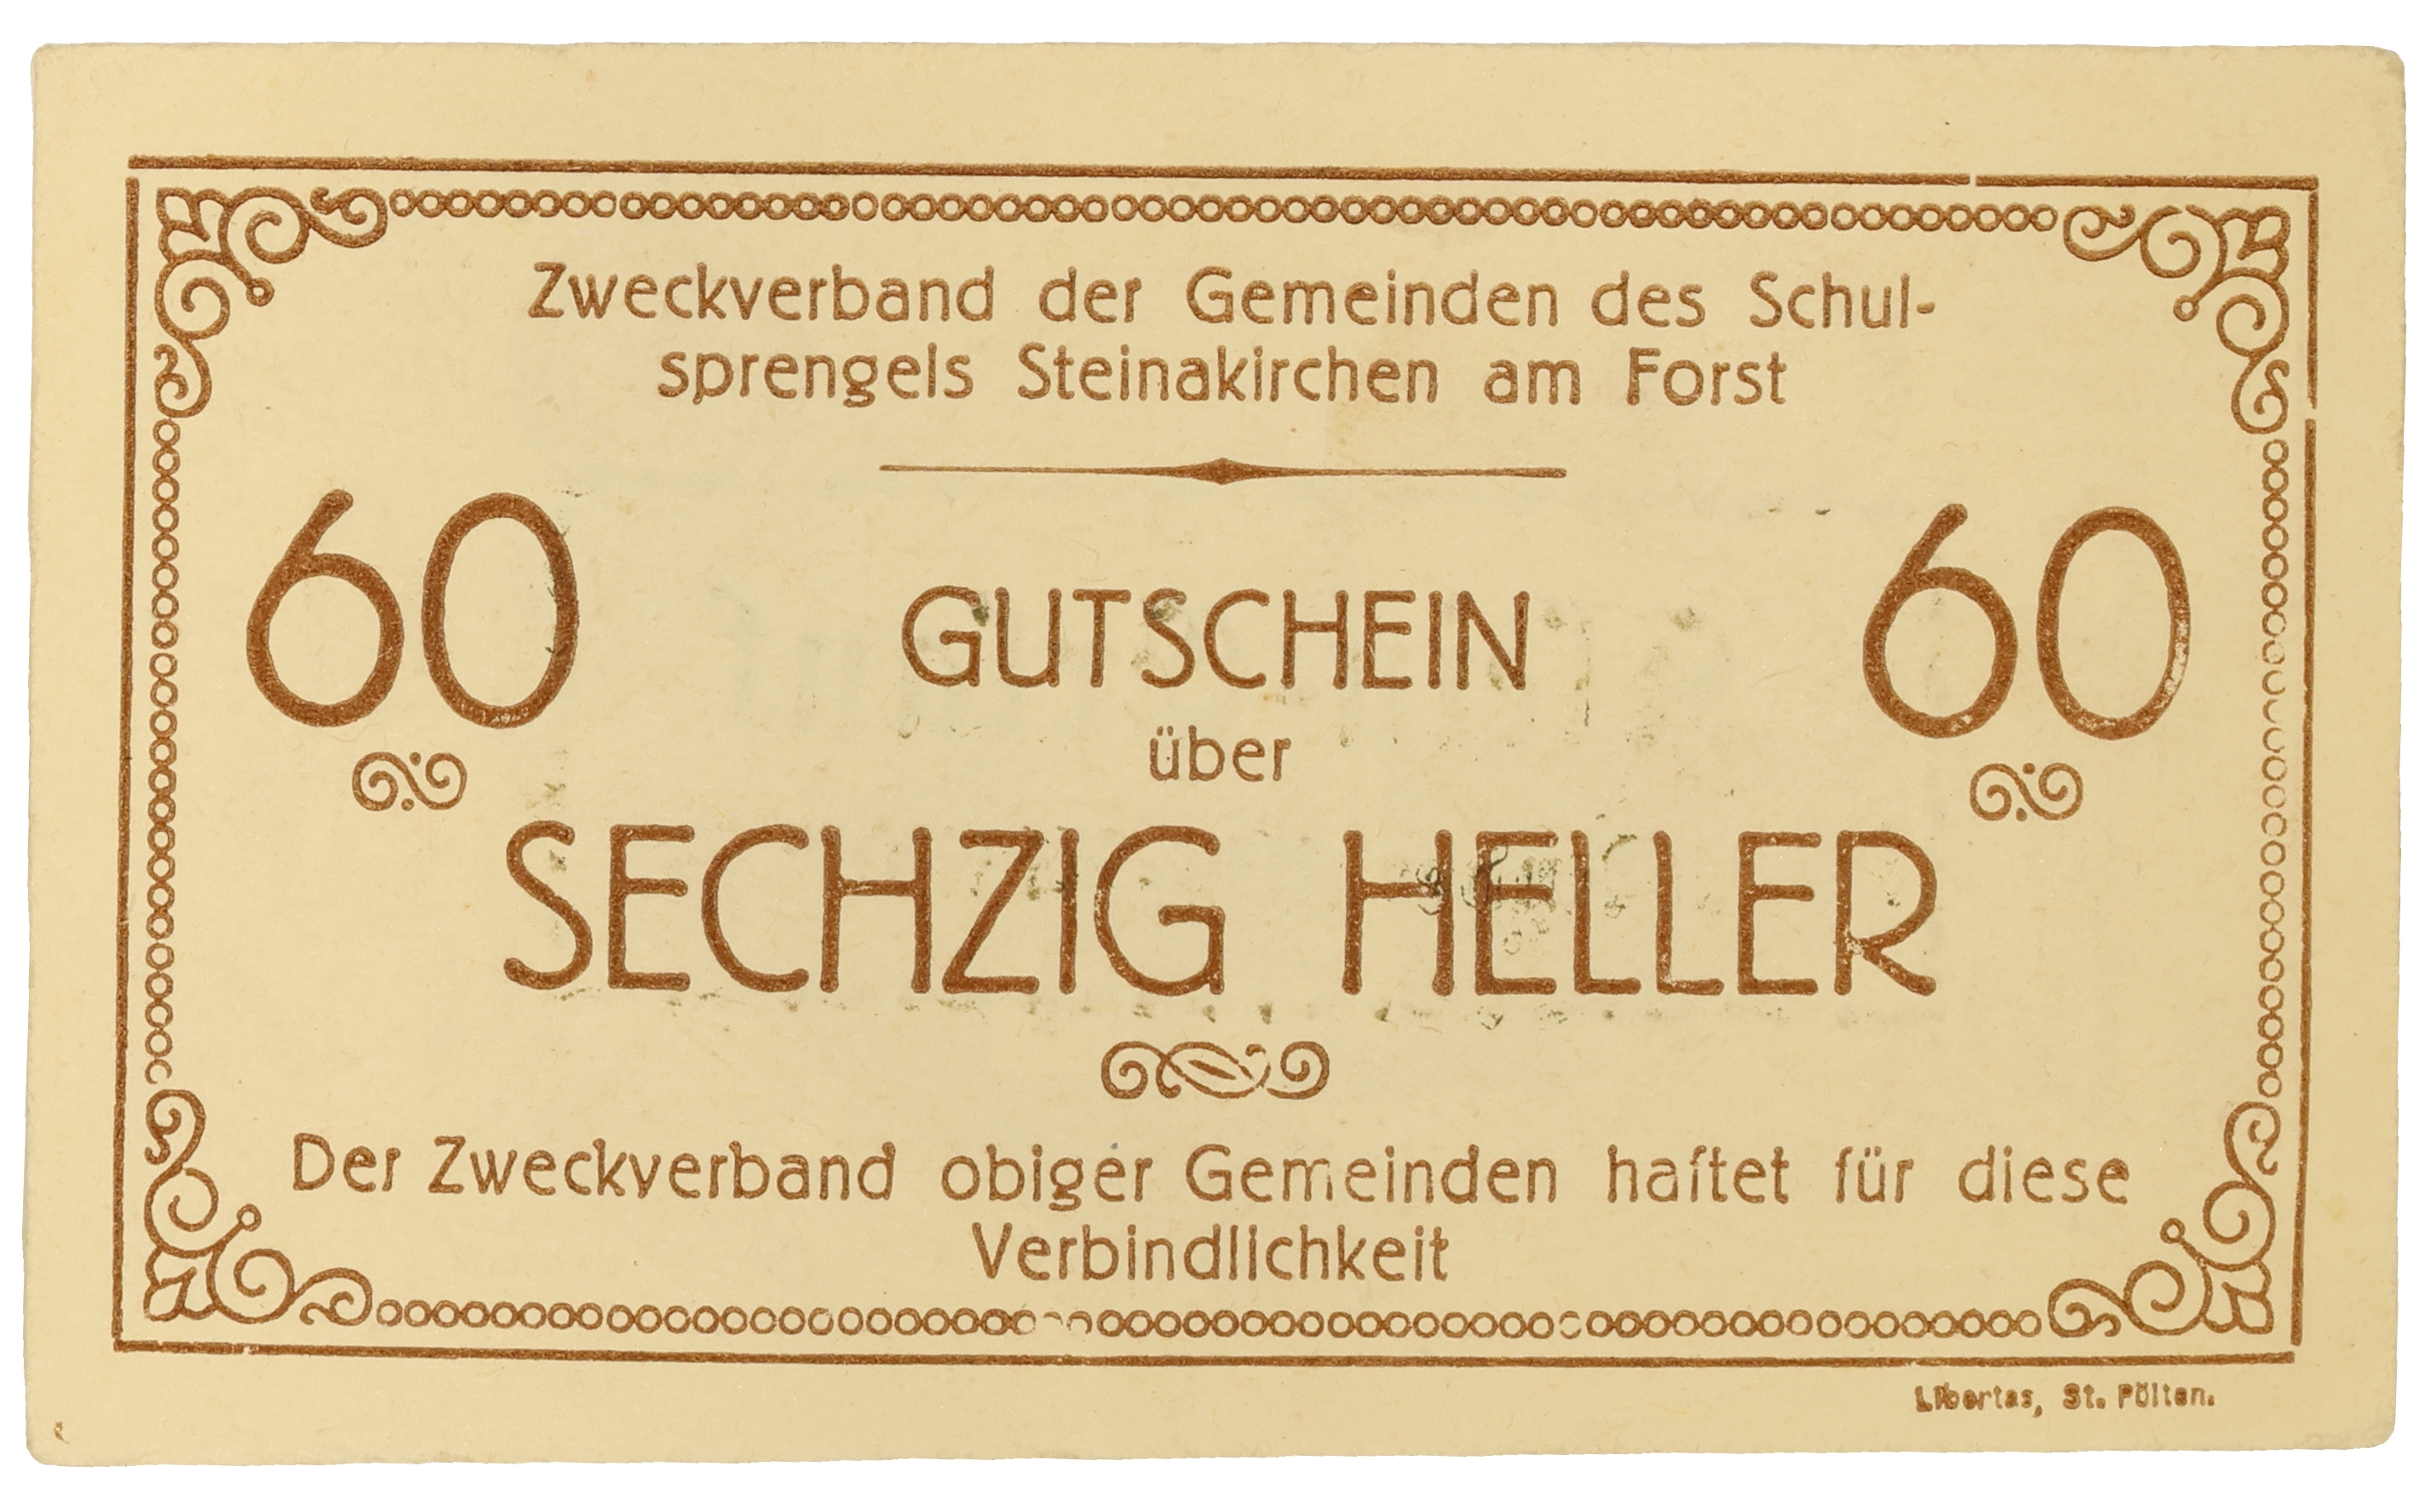 Zweckverband der Gemeinden des Schul-
sprengels Steinakirchen am Forst
60
60
GUTSCHEIN
über
SECHZIG HELLER
Der Zweckverband obiger Gemeinden haftet für diese
Verbindlichkeit
Libertas, St. Pölten.